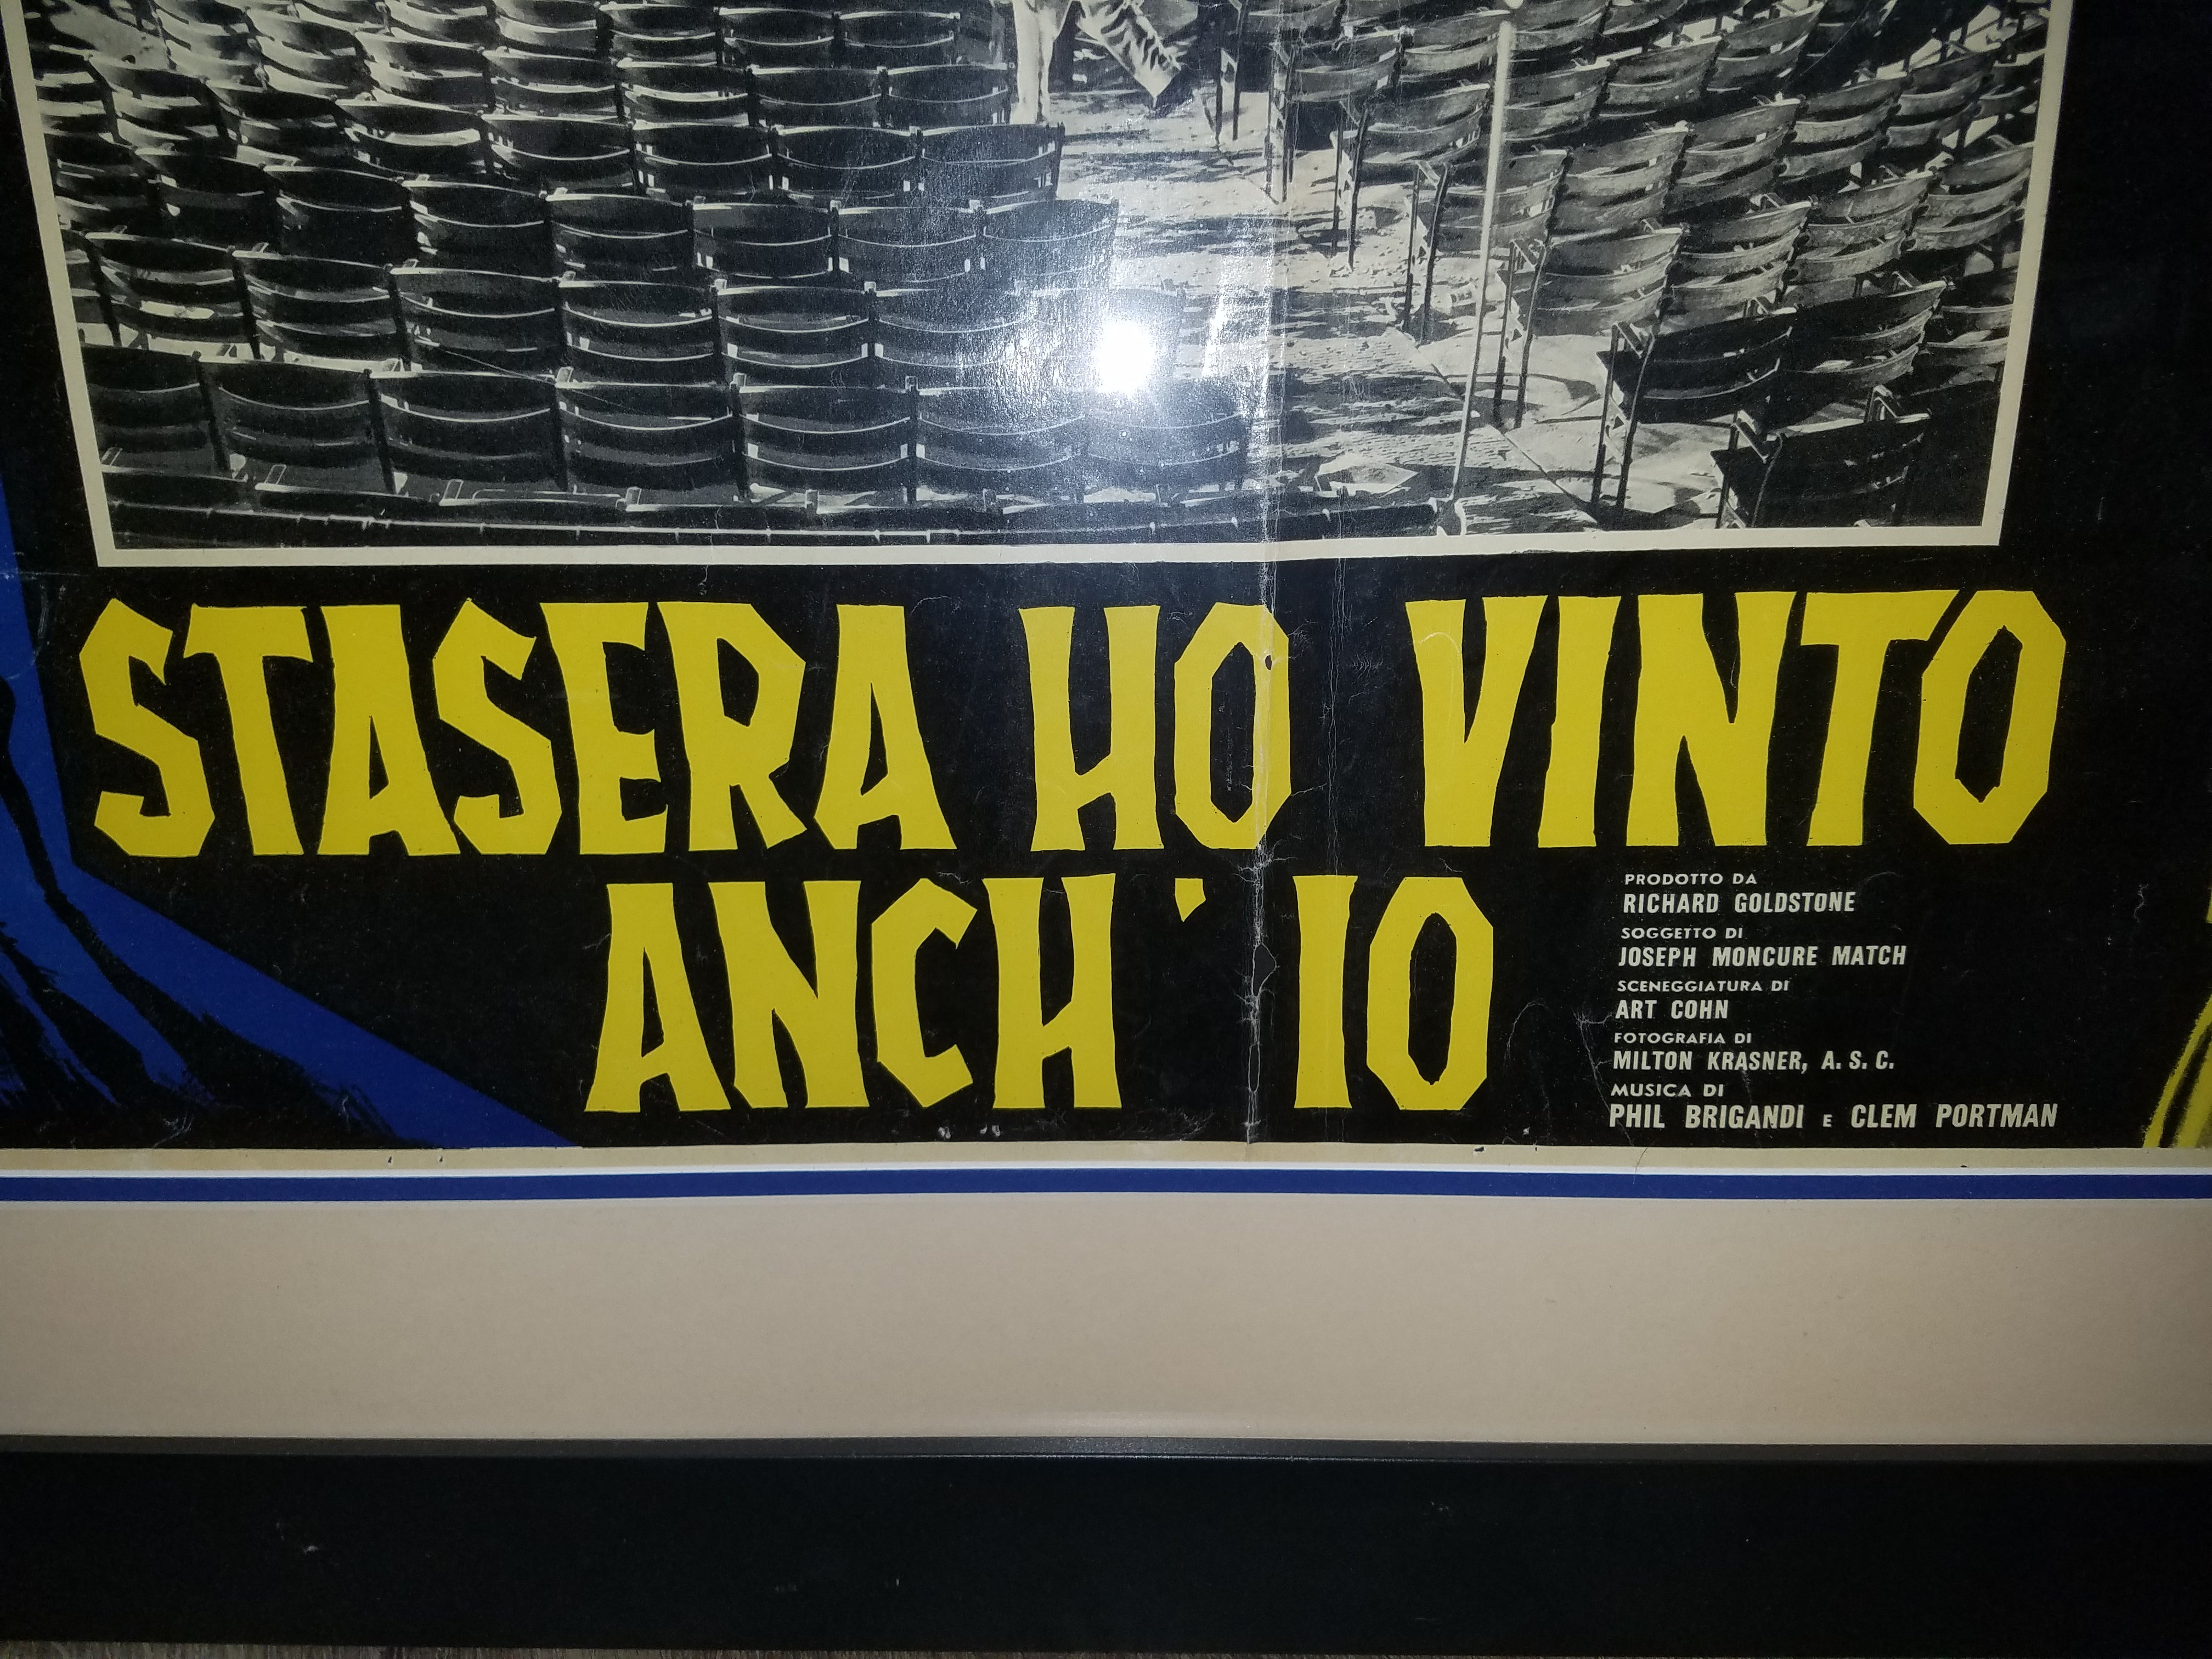 STASERA HO VINTO
ANCH'IO
PRODOTTO DA
RICHARD GOLDSTONE
SOGGETTO DI
JOSEPH MONCURE MATCH
SCENEGGIATURA DI
ART COHN
FOTOGRAFIA DI
MILTON KRASNER, A. S. C.
MUSICA DI
PHIL BRIGANDI E CLEM PORTMAN